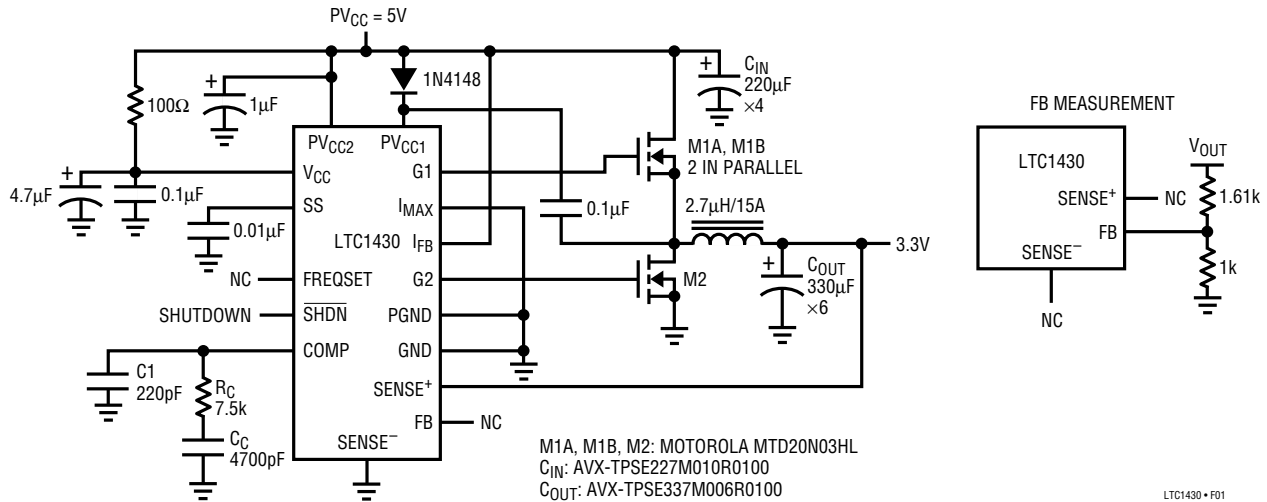 PVCC = 5V
100Ω
+
1µF
1N4148
+
CIN
220µF
×4
PVCC2
PVCC1
+
4.7µF
0.1µF
VCC
G1
M1A, M1B
2 IN PARALLEL
SS
0.01µF
IMAX
0.1µF
2.7µH/15A
LTC1430
IFB
3.3V
NC
FREQSET
G2
M2
+
COUT
330µF
×6
SHUTDOWN
SHDN
PGND
COMP
GND
C1
220pF
RC
7.5k
SENSE+
CC
4700pF
FB
NC
SENSE–
M1A, M1B, M2: MOTOROLA MTD20N03HL
CIN: AVX-TPSE227M010R0100
COUT: AVX-TPSE337M006R0100
FB MEASUREMENT
LTC1430
VOUT
SENSE+
NC
1.61k
FB
SENSE–
1k
NC
LTC1430 • F01